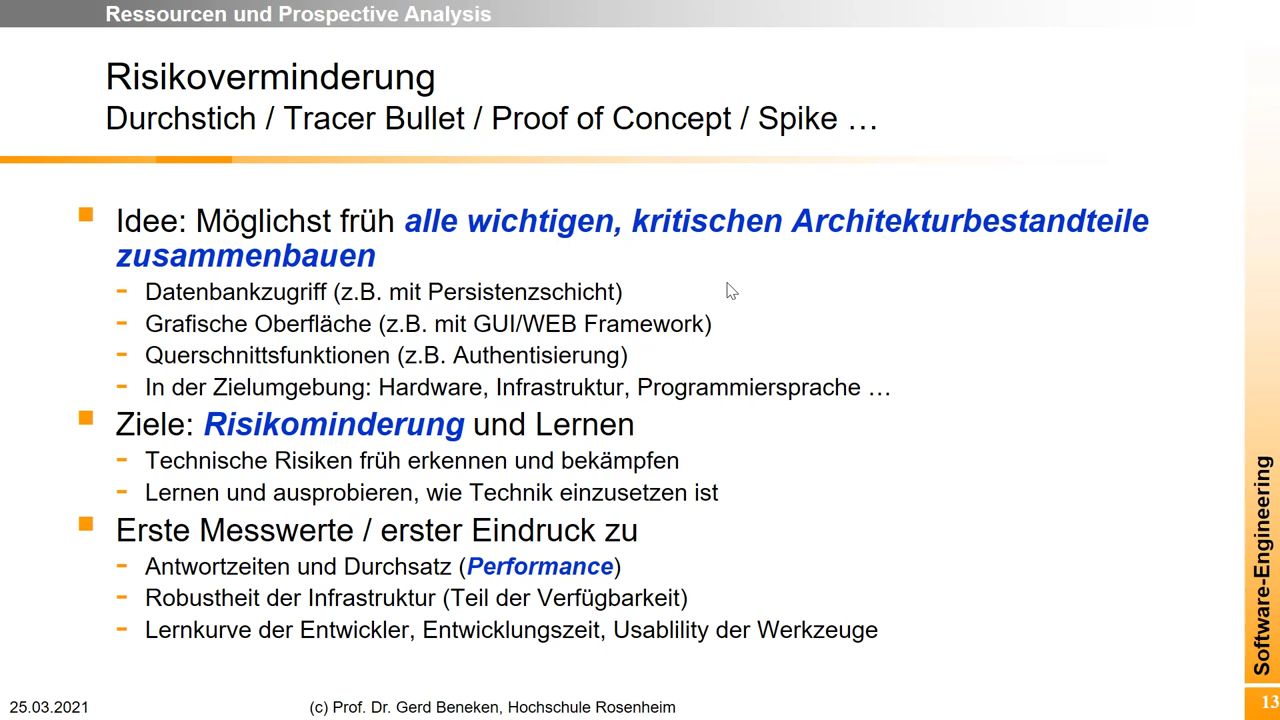 Ressourcen und Prospective Analysis
Risikoverminderung
Durchstich / Tracer Bullet / Proof of Concept / Spike …
Idee: Möglichst früh alle wichtigen, kritischen Architekturbestandteile
zusammenbauen
Datenbankzugriff (z.B. mit Persistenzschicht)
Grafische Oberfläche (z.B. mit GUI/WEB Framework)
Querschnittsfunktionen (z.B. Authentisierung)
In der Zielumgebung: Hardware, Infrastruktur, Programmiersprache …
Ziele: Risikominderung und Lernen
Technische Risiken früh erkennen und bekämpfen
Lernen und ausprobieren, wie Technik einzusetzen ist
Erste Messwerte / erster Eindruck zu
Antwortzeiten und Durchsatz (Performance)
Robustheit der Infrastruktur (Teil der Verfügbarkeit)
Lernkurve der Entwickler, Entwicklungszeit, Usablility der Werkzeuge
Software-Engineering
25.03.2021
(c) Prof. Dr. Gerd Beneken, Hochschule Rosenheim
13